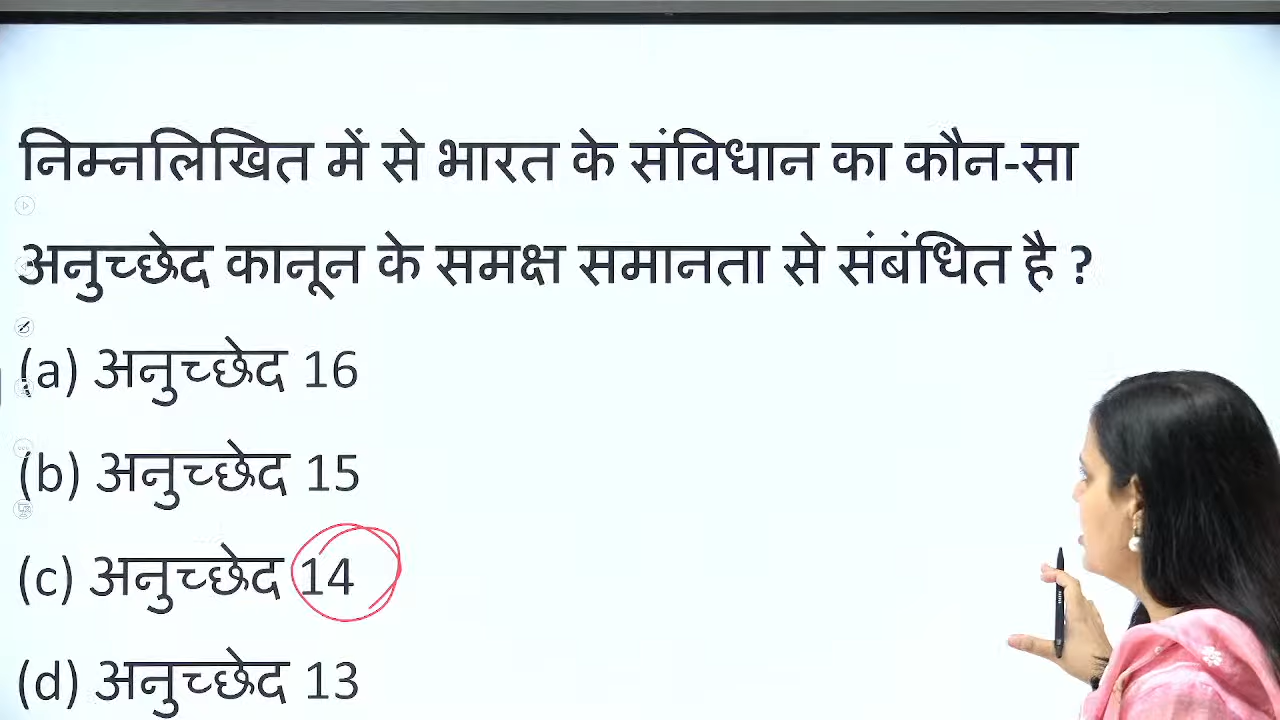 निम्नलिखित में से भारत के संविधान का कौन-सा
अनुच्छेद कानून के समक्ष समानता से संबंधित है ?
(a) अनुच्छेद 16
(b) अनुच्छेद 15
(c) अनुच्छेद 14
(d) अनुच्छेद 13